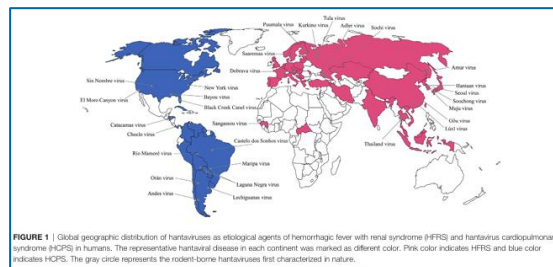 Tula virus
Puumala virus
Kurkino virus
Adler virus
Sochi virus
Saaremaa virus
Dobrava virus
Amur virus
Sin Nombre virus
New York virus
Bayou virus
El Moro Canyon virus
Black Creek Canal virus
Hantaan virus
Seoul virus
Soochong virus
Muju virus
Sangassou virus
Catacamas virus
Choclo virus
Gōu virus
Lúxī virus
Thailand virus
Castelo dos Sonhos virus
Rio Mamoré virus
Maripa virus
Orán virus
Laguna Negra virus
Andes virus
Lechiguanas virus
FIGURE 1 | Global geographic distribution of hantaviruses as etiological agents of hemorrhagic fever with renal syndrome (HFRS) and hantavirus cardiopulmonary
syndrome (HCPS) in humans. The representative hantaviral disease in each continent was marked as different color. Pink color indicates HFRS and blue color
indicates HCPS. The gray circle represents the rodent-borne hantaviruses first characterized in nature.